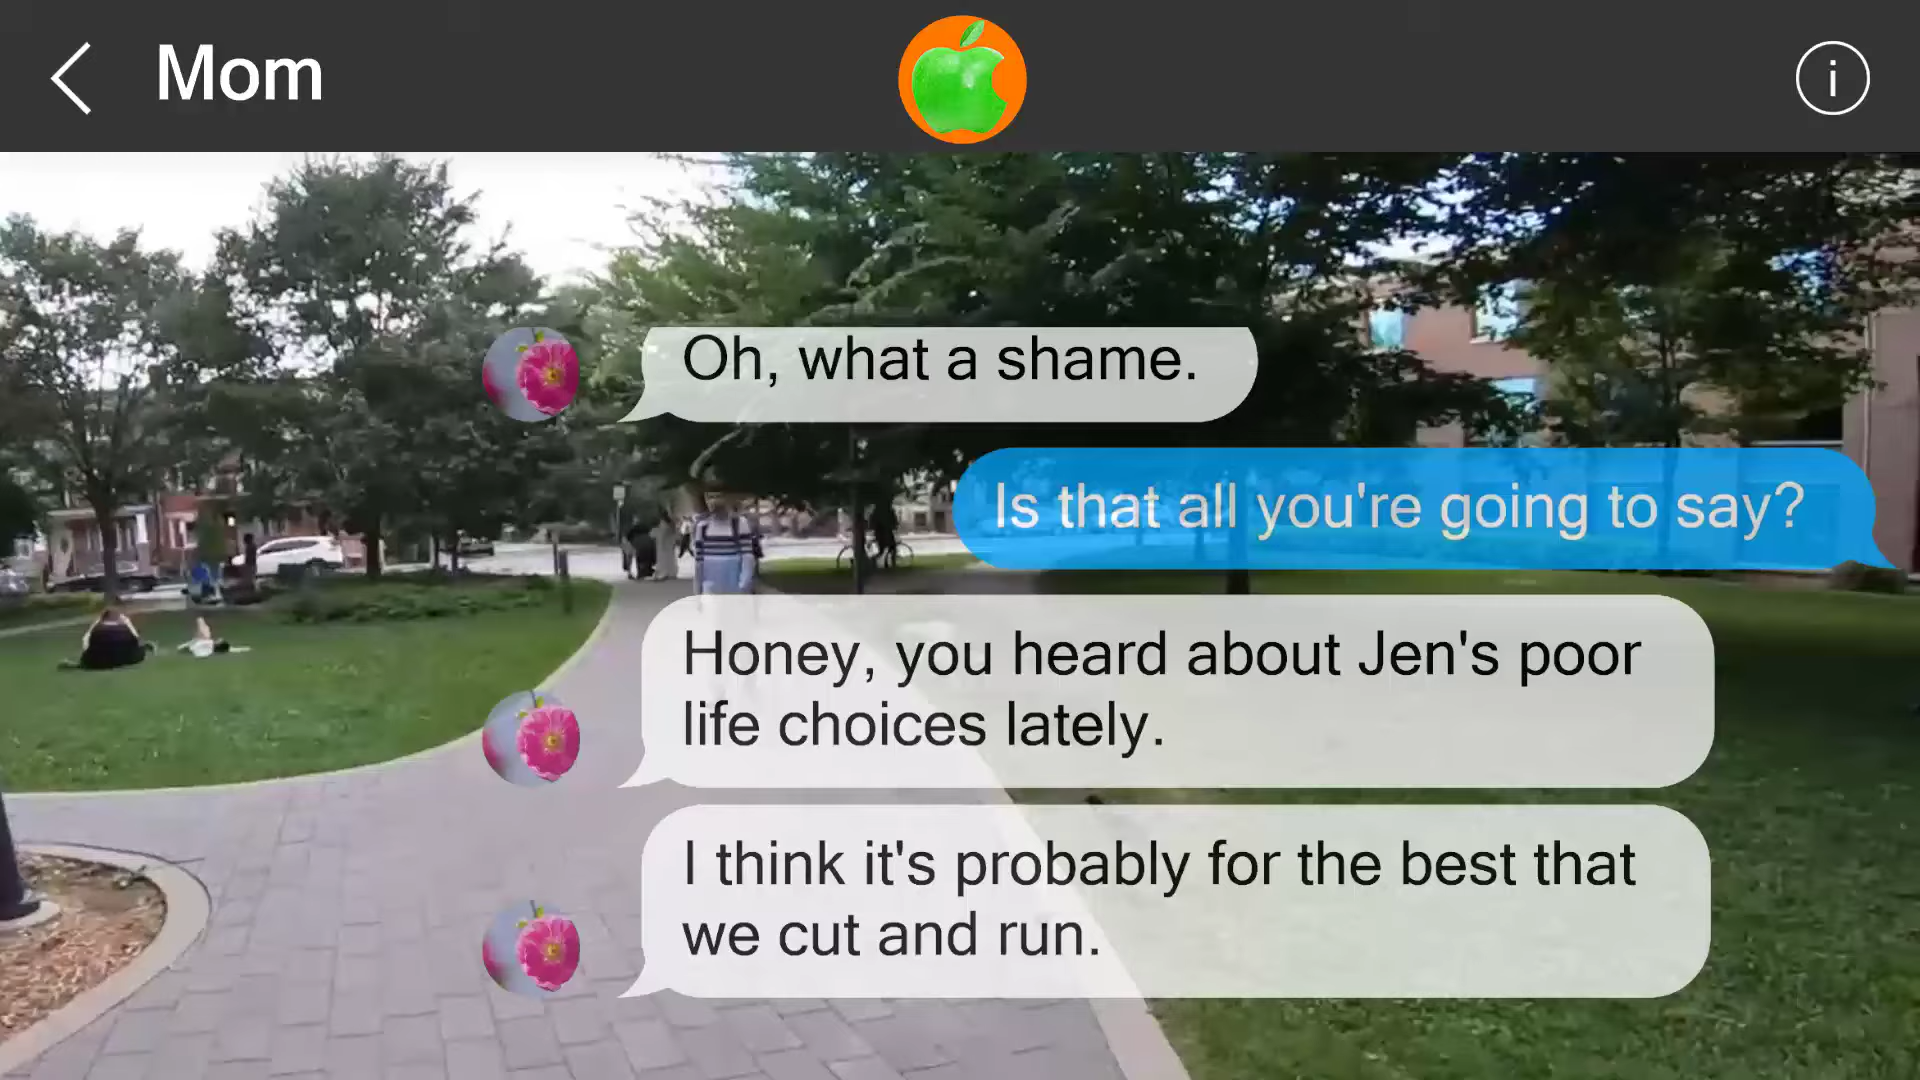 Mom
i
Oh, what a shame.
Is that all you're going to say?
Honey, you heard about Jen's poor
life choices lately.
I think it's probably for the best that
we cut and run.